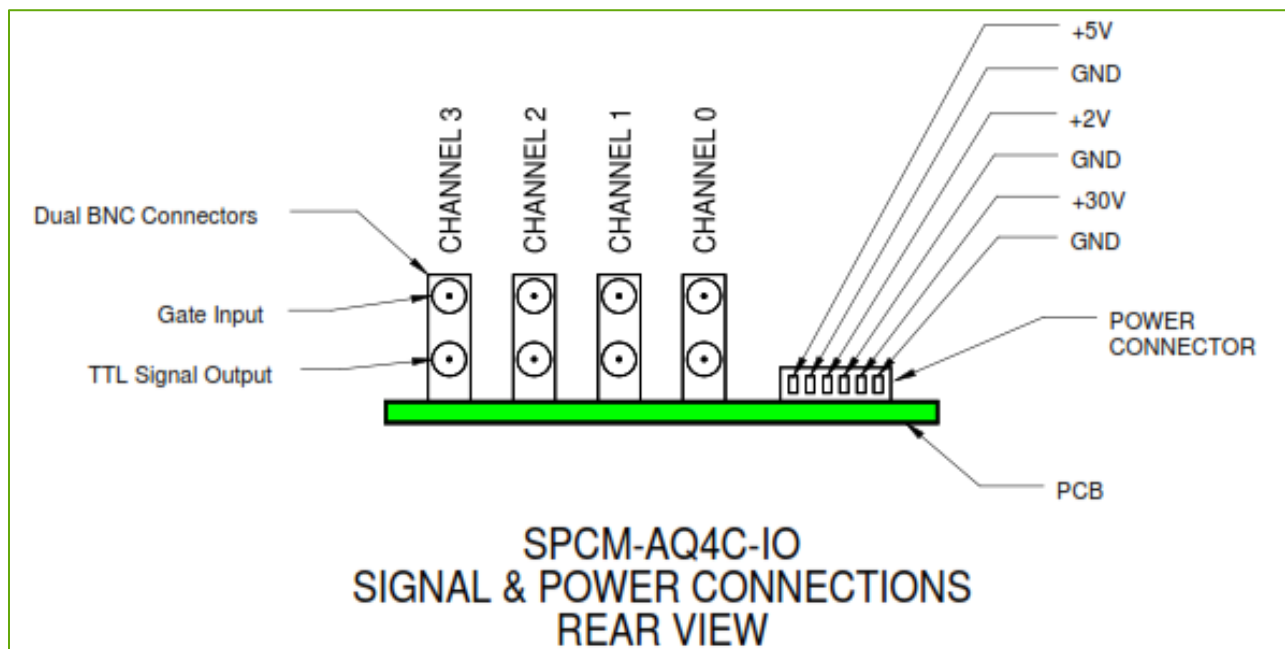 +5V
GND
+2V
GND
+30V
GND
CHANNEL 3
CHANNEL 2
CHANNEL 1
CHANNEL 0
Dual BNC Connectors
Gate Input
TTL Signal Output
POWER
CONNECTOR
PCB
SPCM-AQ4C-IO
SIGNAL & POWER CONNECTIONS
REAR VIEW